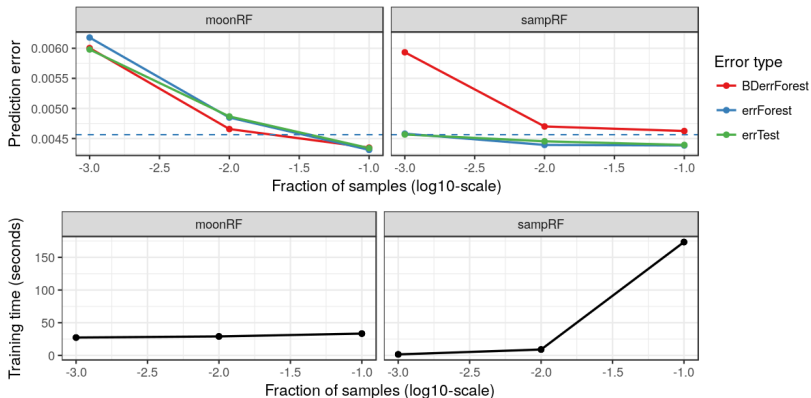 moonRF
sampRF
Prediction error
0.0060
0.0055
0.0050
0.0045
-3.0 -2.5 -2.0 -1.5 -1.0
-3.0 -2.5 -2.0 -1.5 -1.0
Fraction of samples (log10-scale)
Error type
BDerrForest
errForest
errTest
moonRF
sampRF
Training time (seconds)
150
100
50
0
-3.0 -2.5 -2.0 -1.5 -1.0
-3.0 -2.5 -2.0 -1.5 -1.0
Fraction of samples (log10-scale)